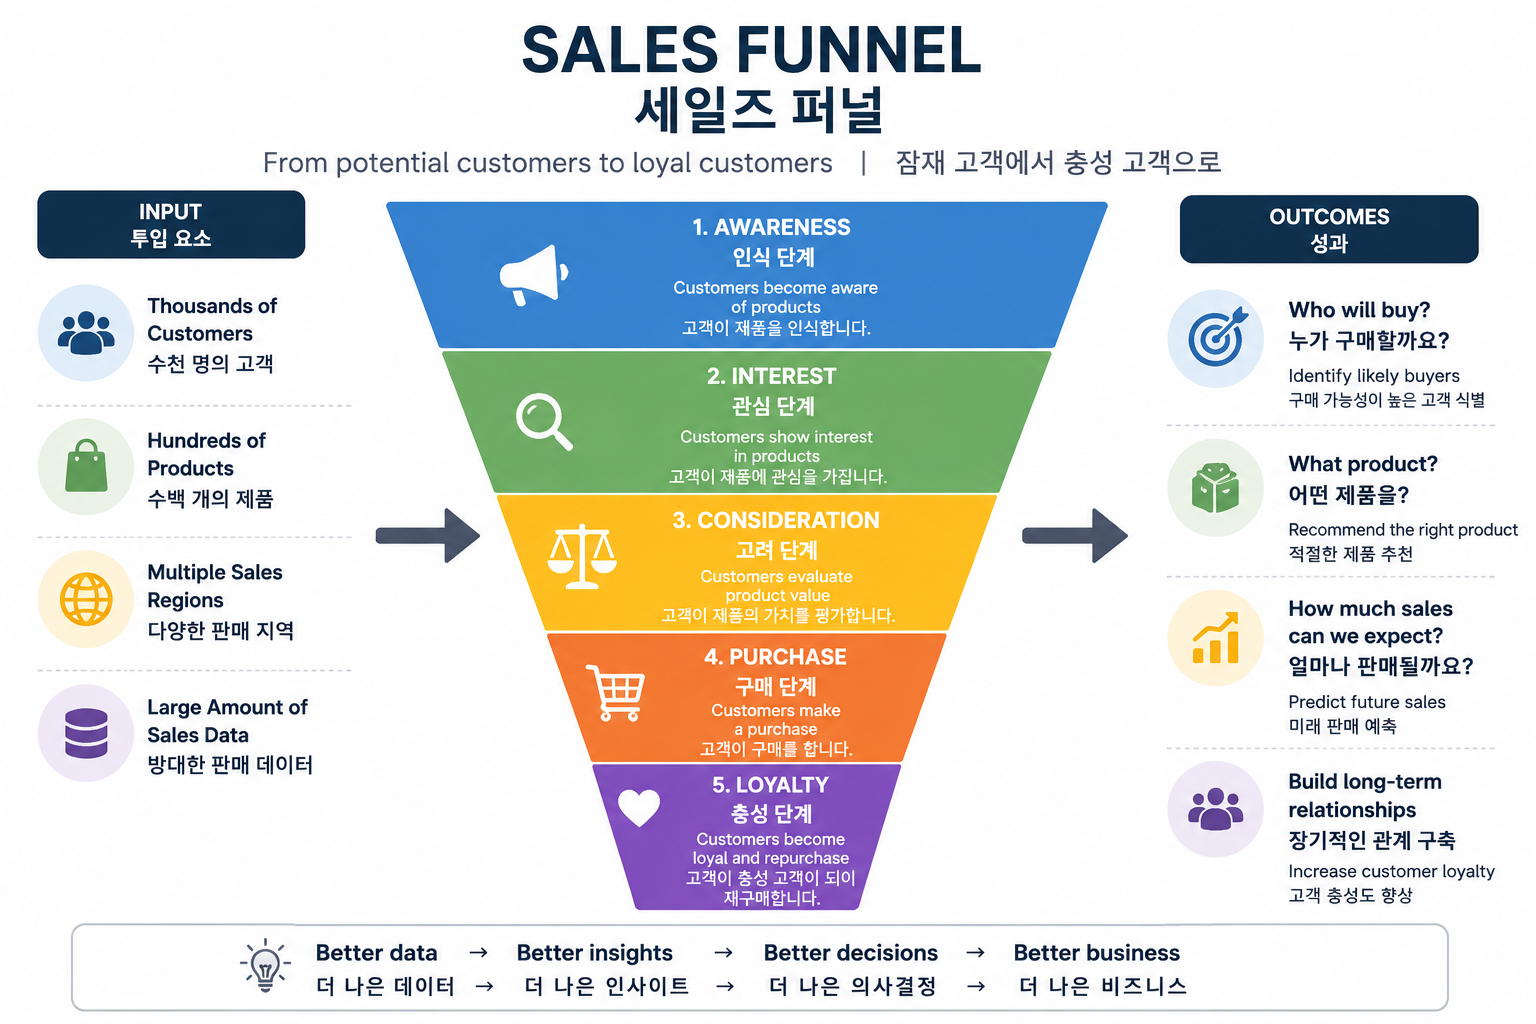 SALES FUNNEL
세일즈 퍼널
From potential customers to loyal customers | 잠재 고객에서 충성 고객으로
INPUT
투입 요소
Thousands of
Customers
수천 명의 고객
Hundreds of
Products
수백 개의 제품
Multiple Sales
Regions
다양한 판매 지역
Large Amount of
Sales Data
방대한 판매 데이터
1. AWARENESS
인식 단계
Customers become aware
of products
고객이 제품을 인식합니다.
2. INTEREST
관심 단계
Customers show interest
in products
고객이 제품에 관심을 가집니다.
3. CONSIDERATION
고려 단계
Customers evaluate
product value
고객이 제품의 가치를 평가합니다.
4. PURCHASE
구매 단계
Customers make
a purchase
고객이 구매를 합니다.
5. LOYALTY
충성 단계
Customers become
loyal and repurchase
고객이 충성 고객이 되이
재구매합니다.
OUTCOMES
성과
Who will buy?
누가 구매할까요?
Identify likely buyers
구매 가능성이 높은 고객 식별
What product?
어떤 제품을?
Recommend the right product
적절한 제품 추천
How much sales
can we expect?
얼마나 판매될까요?
Predict future sales
미래 판매 예측
Build long-term
relationships
장기적인 관계 구축
Increase customer loyalty
고객 충성도 향상
Better data → Better insights → Better decisions → Better business
더 나은 데이터 → 더 나은 인사이트 → 더 나은 의사결정 → 더 나은 비즈니스